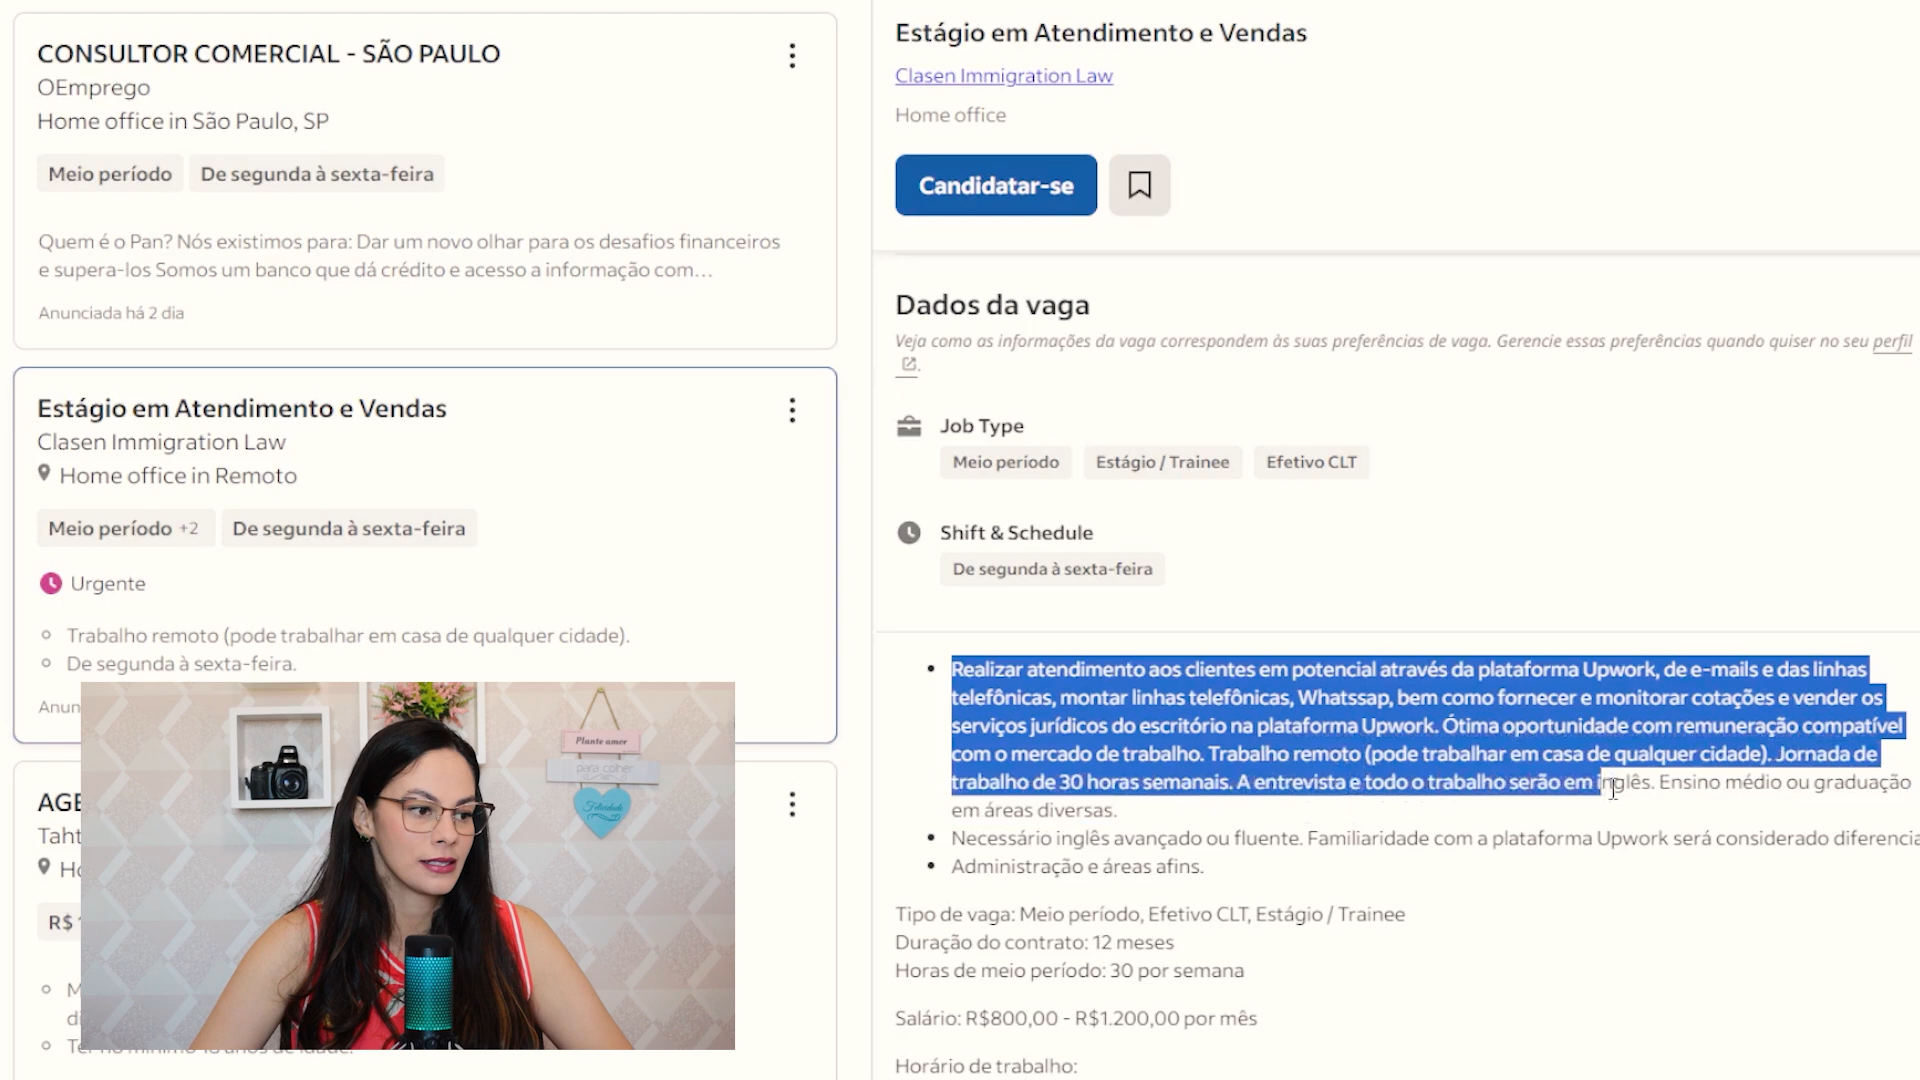 CONSULTOR COMERCIAL - SÃO PAULO
OEmprego
Home office in São Paulo, SP
Meio período
De segunda à sexta-feira
Quem é o Pan? Nós existimos para: Dar um novo olhar para os desafios financeiros
e supera-los Somos um banco que dá crédito e acesso a informação com…
Anunciada há 2 dia
Estágio em Atendimento e Vendas
Clasen Immigration Law
Home office in Remoto
Meio período +2
De segunda à sexta-feira
Urgente
Trabalho remoto (pode trabalhar em casa de qualquer cidade).
De segunda à sexta-feira.
Anun
AGE
Taht
Ho
R$
M
di
Plante amor
para colher
Felicidade
Estágio em Atendimento e Vendas
Clasen Immigration Law
Home office
Candidatar-se
Dados da vaga
Veja como as informações da vaga correspondem às suas preferências de vaga. Gerencie essas preferências quando quiser no seu perfil
.
Job Type
Meio período
Estágio / Trainee
Efetivo CLT
Shift & Schedule
De segunda à sexta-feira
Realizar atendimento aos clientes em potencial através da plataforma Upwork, de e-mails e das linhas
telefônicas, montar linhas telefônicas, Whatssap, bem como fornecer e monitorar cotações e vender os
serviços jurídicos do escritório na plataforma Upwork. Ótima oportunidade com remuneração compatível
com o mercado de trabalho. Trabalho remoto (pode trabalhar em casa de qualquer cidade). Jornada de
trabalho de 30 horas semanais. A entrevista e todo o trabalho serão em inglês. Ensino médio ou graduação
em áreas diversas.
Necessário inglês avançado ou fluente. Familiaridade com a plataforma Upwork será considerado diferencia
Administração e áreas afins.
Tipo de vaga: Meio período, Efetivo CLT, Estágio / Trainee
Duração do contrato: 12 meses
Horas de meio período: 30 por semana
Salário: R$800,00 - R$1.200,00 por mês
Horário de trabalho: